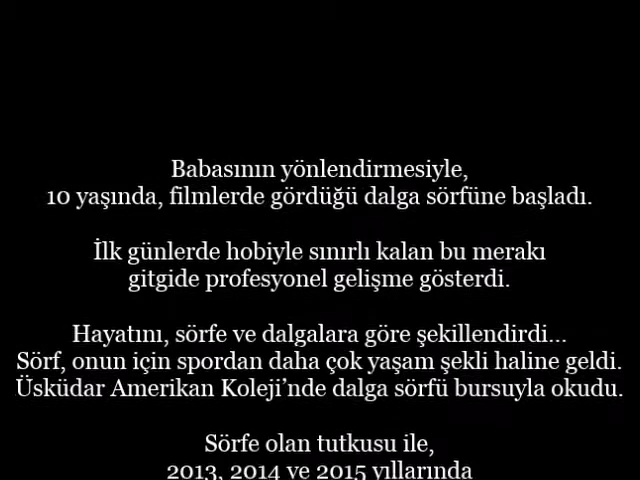 Babasının yönlendirmesiyle,
10 yaşında, filmlerde gördüğü dalga sörfüne başladı.
İlk günlerde hobiyle sınırlı kalan bu merakı
gitgide profesyonel gelişme gösterdi.
Hayatını, sörfe ve dalgalara göre şekillendirdi...
Sörf, onun için spordan daha çok yaşam şekli haline geldi.
Üsküdar Amerikan Koleji’nde dalga sörfü bursuyla okudu.
Sörfe olan tutkusu ile,
2013, 2014 ve 2015 yıllarında